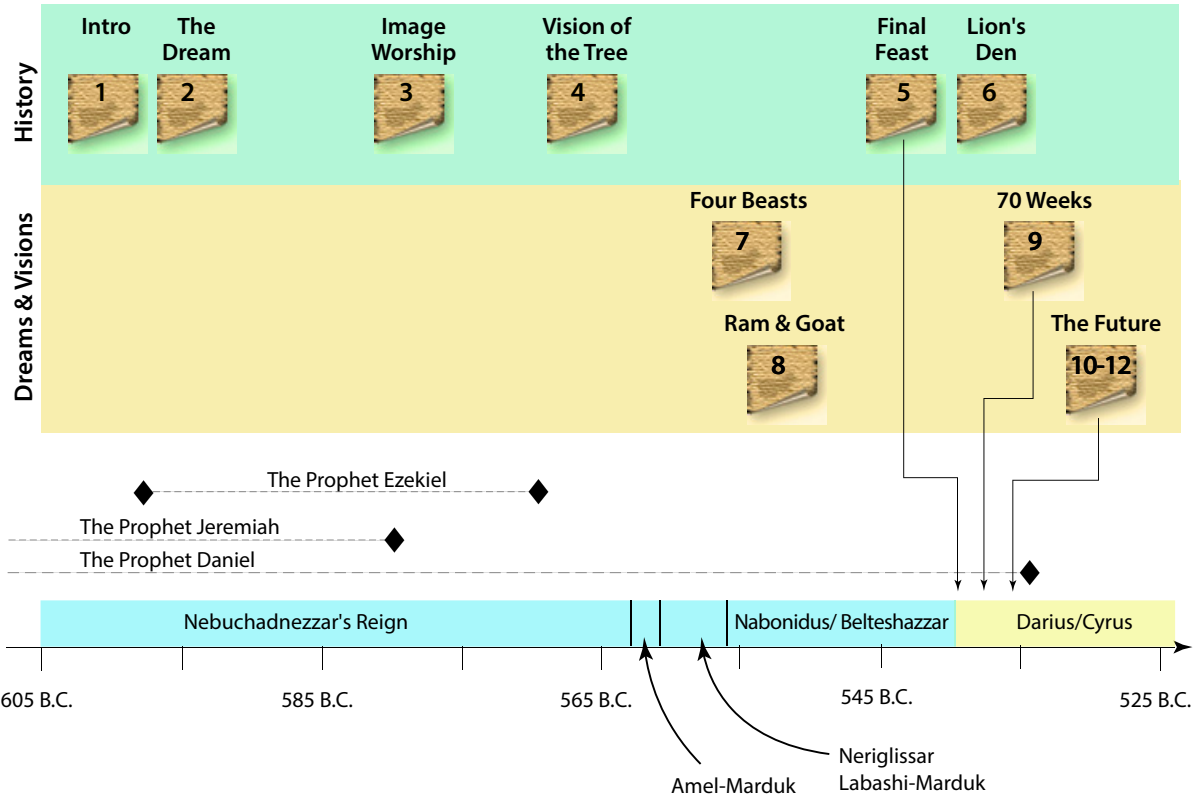 History
Intro
The
Dream
Image
Worship
Vision of
the Tree
Final
Feast
Lion's
Den
1
2
3
4
5
6
Dreams & Visions
Four Beasts
7
70 Weeks
9
Ram & Goat
8
The Future
10-12
The Prophet Ezekiel
The Prophet Jeremiah
The Prophet Daniel
Nebuchadnezzar's Reign
Nabonidus/ Belteshazzar
Darius/Cyrus
605 B.C.
585 B.C.
565 B.C.
545 B.C.
525 B.C.
Amel-Marduk
Neriglissar
Labashi-Marduk